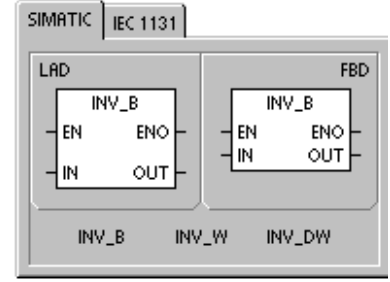 SIMATIC IEC 1131
LAD FBD
INV_B INV_B
EN ENO EN ENO
IN OUT IN OUT
INV_B INV_W INV_DW